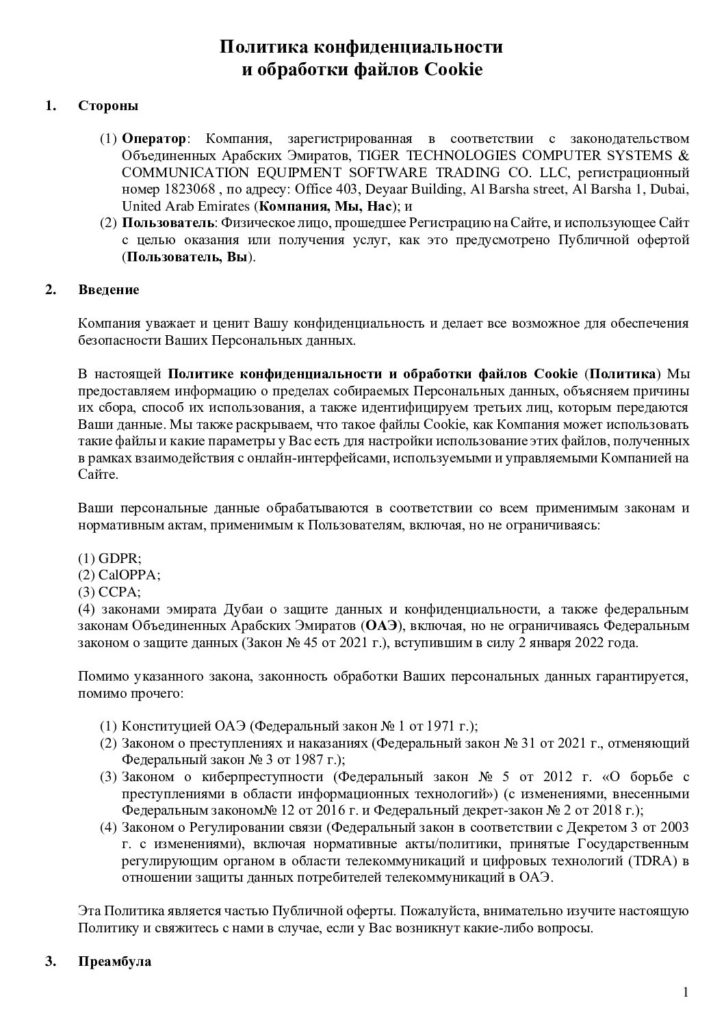 Политика конфиденциальности
и обработки файлов Cookie
1. Стороны
(1) Оператор: Компания, зарегистрированная в соответствии с законодательством
Объединенных Арабских Эмиратов, TIGER TECHNOLOGIES COMPUTER SYSTEMS &
COMMUNICATION EQUIPMENT SOFTWARE TRADING CO. LLC, регистрационный
номер 1823068 , по адресу: Office 403, Deyaar Building, Al Barsha street, Al Barsha 1, Dubai,
United Arab Emirates (Компания, Мы, Нас); и
(2) Пользователь: Физическое лицо, прошедшее Регистрацию на Сайте, и использующее Сайт
с целью оказания или получения услуг, как это предусмотрено Публичной офертой
(Пользователь, Вы).
2. Введение
Компания уважает и ценит Вашу конфиденциальность и делает все возможное для обеспечения
безопасности Ваших Персональных данных.
В настоящей Политике конфиденциальности и обработки файлов Cookie (Политика) Мы
предоставляем информацию о пределах собираемых Персональных данных, объясняем причины
их сбора, способ их использования, а также идентифицируем третьих лиц, которым передаются
Ваши данные. Мы также раскрываем, что такое файлы Cookie, как Компания может использовать
такие файлы и какие параметры у Вас есть для настройки использование этих файлов, полученных
в рамках взаимодействия с онлайн-интерфейсами, используемыми и управляемыми Компанией на
Сайте.
Ваши персональные данные обрабатываются в соответствии со всем применимым законам и
нормативным актам, применимым к Пользователям, включая, но не ограничиваясь:
(1) GDPR;
(2) CalOPPA;
(3) CCPA;
(4) законами эмирата Дубаи о защите данных и конфиденциальности, а также федеральным
законам Объединенных Арабских Эмиратов (ОАЭ), включая, но не ограничиваясь Федеральным
законом о защите данных (Закон № 45 от 2021 г.), вступившим в силу 2 января 2022 года.
Помимо указанного закона, законность обработки Ваших персональных данных гарантируется,
помимо прочего:
(1) Конституцией ОАЭ (Федеральный закон № 1 от 1971 г.);
(2) Законом о преступлениях и наказаниях (Федеральный закон № 31 от 2021 г., отменяющий
Федеральный закон № 3 от 1987 г.);
(3) Законом о киберпреступности (Федеральный закон № 5 от 2012 г. «О борьбе с
преступлениями в области информационных технологий») (с изменениями, внесенными
Федеральным законом№ 12 от 2016 г. и Федеральный декрет-закон № 2 от 2018 г.);
(4) Законом о Регулировании связи (Федеральный закон в соответствии с Декретом 3 от 2003
г. с изменениями), включая нормативные акты/политики, принятые Государственным
регулирующим органом в области телекоммуникаций и цифровых технологий (TDRA) в
отношении защиты данных потребителей телекоммуникаций в ОАЭ.
Эта Политика является частью Публичной оферты. Пожалуйста, внимательно изучите настоящую
Политику и свяжитесь с нами в случае, если у Вас возникнут какие-либо вопросы.
3. Преамбула
1